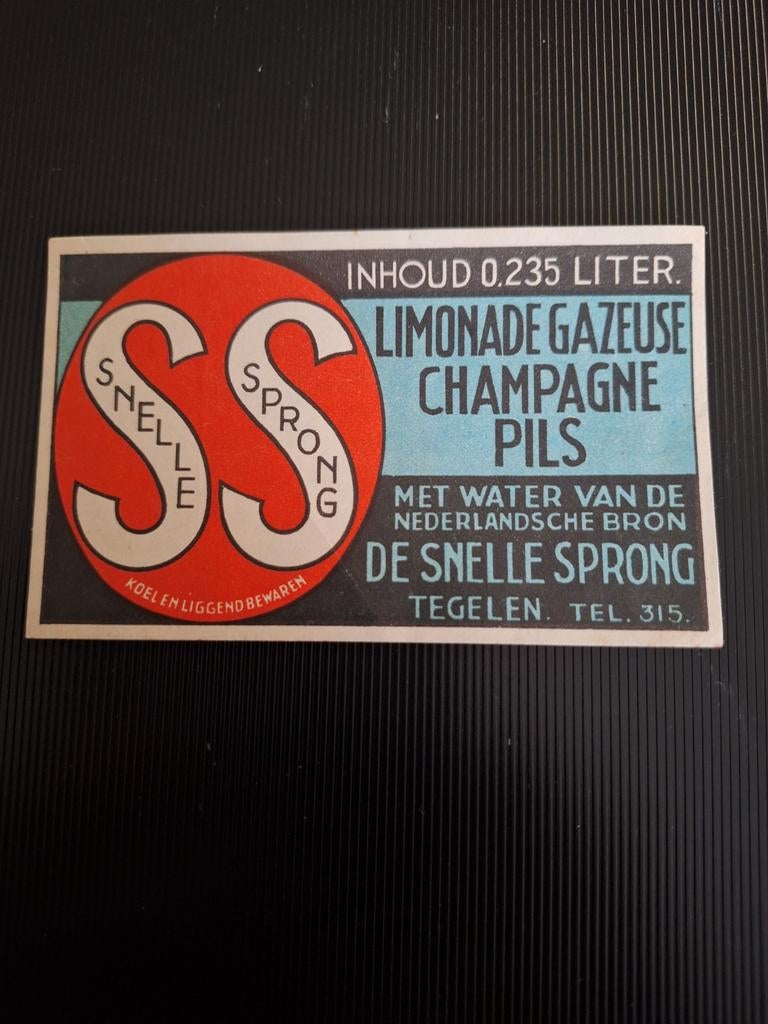 SS
SNELLE
SPRONG
KOEL EN LIGGEND BEWAREN
INHOUD 0.235 LITER.
LIMONADE GAZEUSE
CHAMPAGNE
PILS
MET WATER VAN DE
NEDERLANDSCHE BRON
DE SNELLE SPRONG
TEGELEN. TEL. 315.